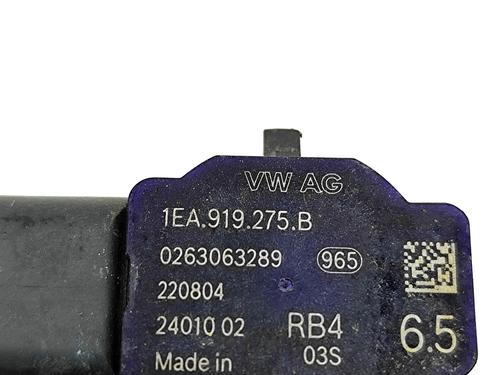 VW AG
1EA.919.275.B
0263063289 965
220804
24010 02 RB4 6.5
Made in 03S